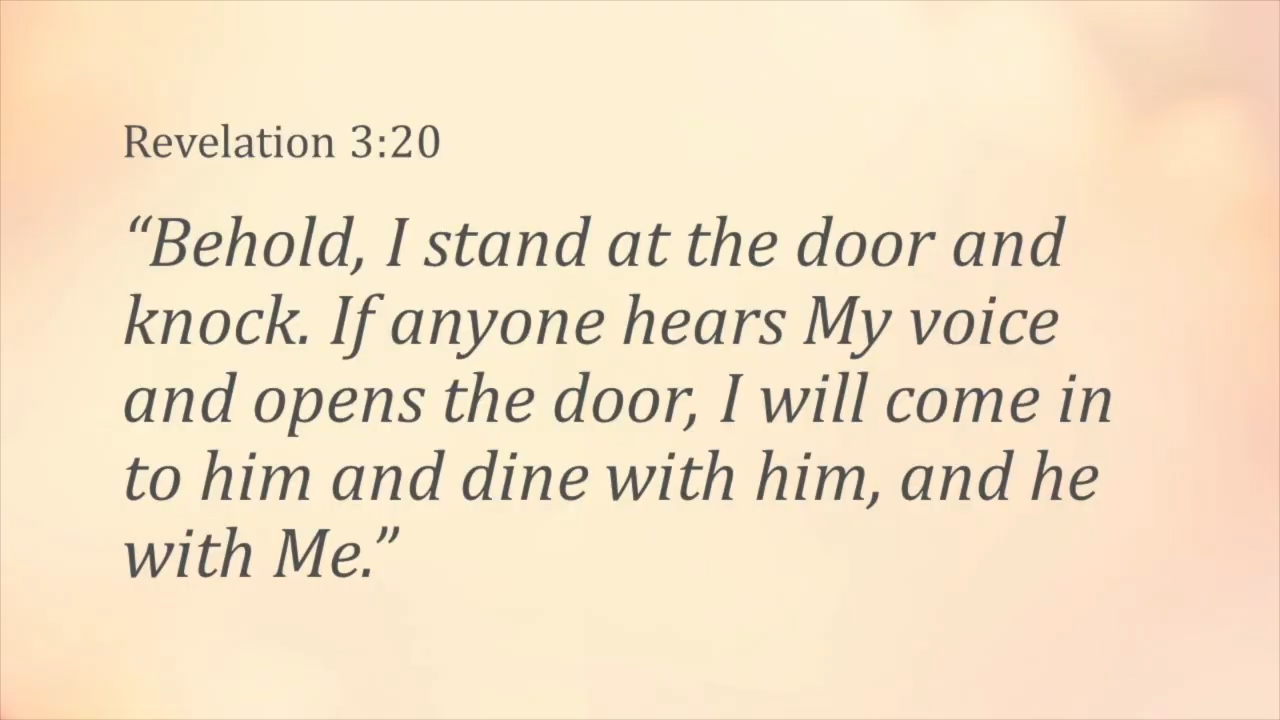 Revelation 3:20
“Behold, I stand at the door and
knock. If anyone hears My voice
and opens the door, I will come in
to him and dine with him, and he
with Me.”